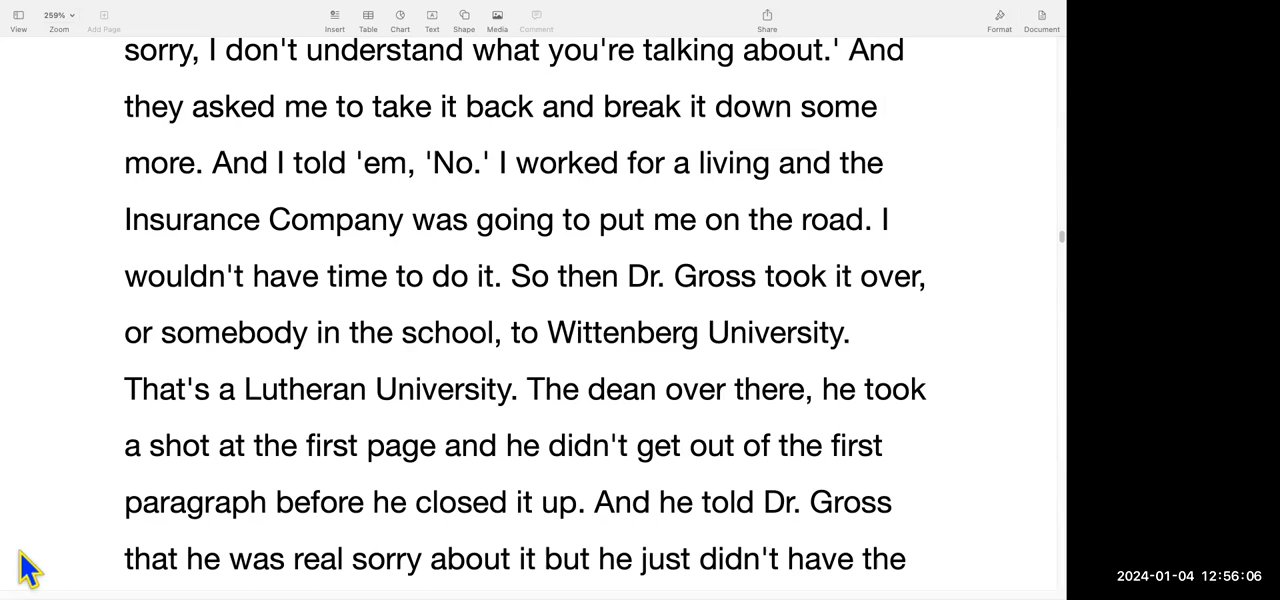 259%
View
Zoom
Add Page
Insert
Table
Chart
Text
Shape
Media
Comment
Share
Format
Document
sorry, I don't understand what you're talking about.' And
they asked me to take it back and break it down some
more. And I told 'em, 'No.' I worked for a living and the
Insurance Company was going to put me on the road. I
wouldn't have time to do it. So then Dr. Gross took it over,
or somebody in the school, to Wittenberg University.
That's a Lutheran University. The dean over there, he took
a shot at the first page and he didn't get out of the first
paragraph before he closed it up. And he told Dr. Gross
that he was real sorry about it but he just didn't have the
2024-01-04 12:56:06